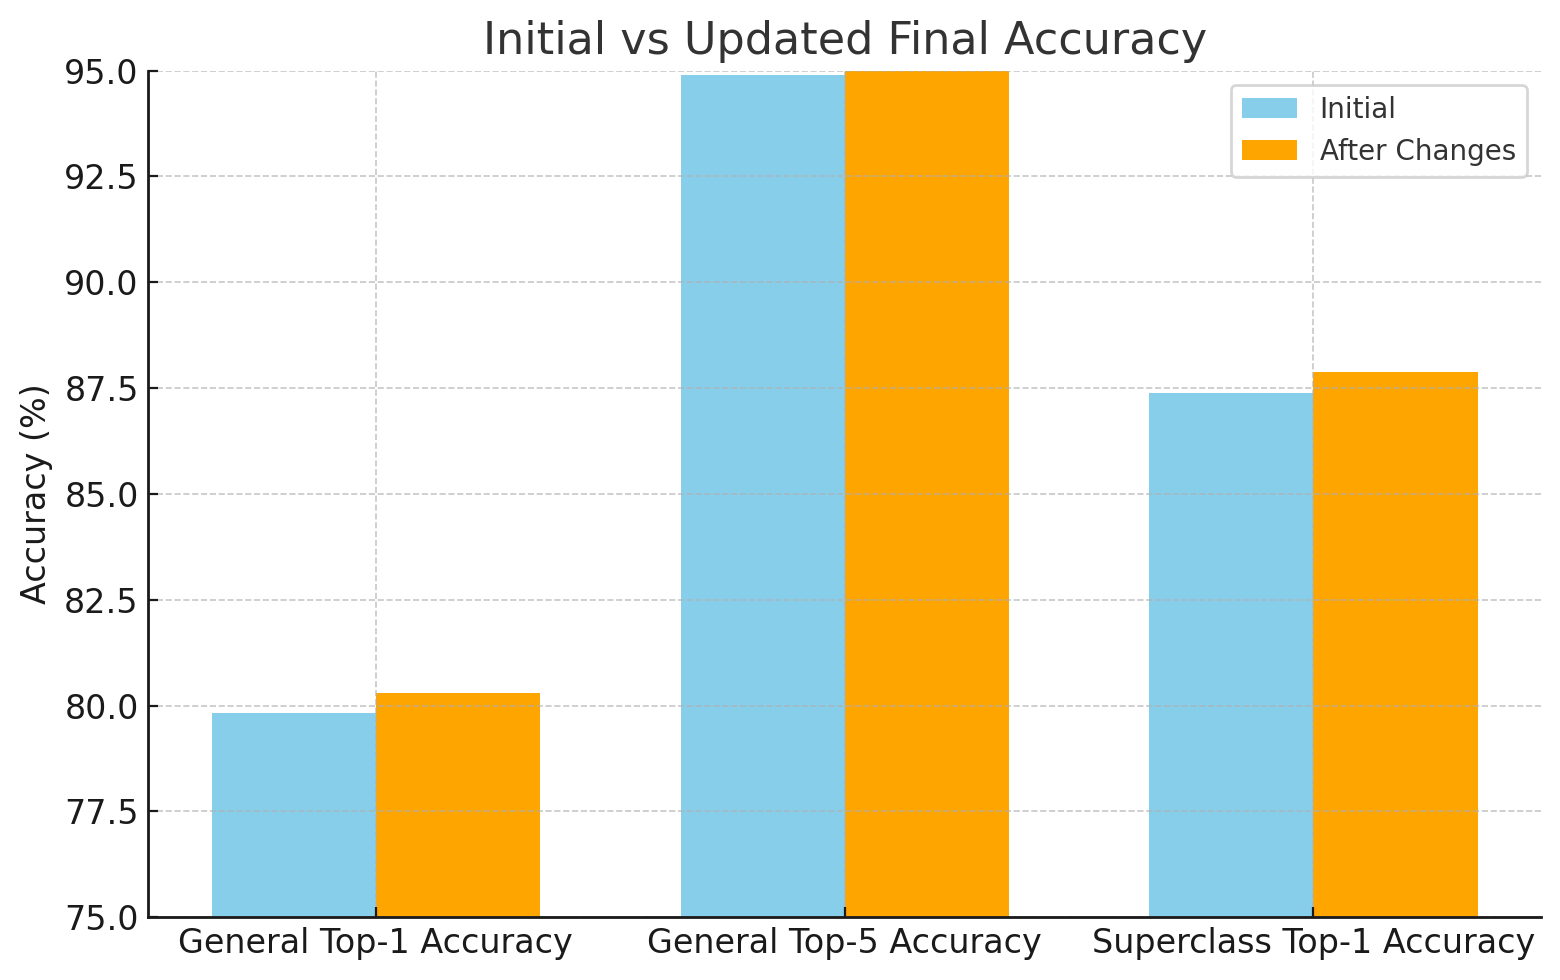 Initial vs Updated Final Accuracy
95.0
92.5
90.0
87.5
85.0
82.5
80.0
77.5
75.0
Accuracy (%)
Initial
After Changes
General Top-1 Accuracy
General Top-5 Accuracy
Superclass Top-1 Accuracy